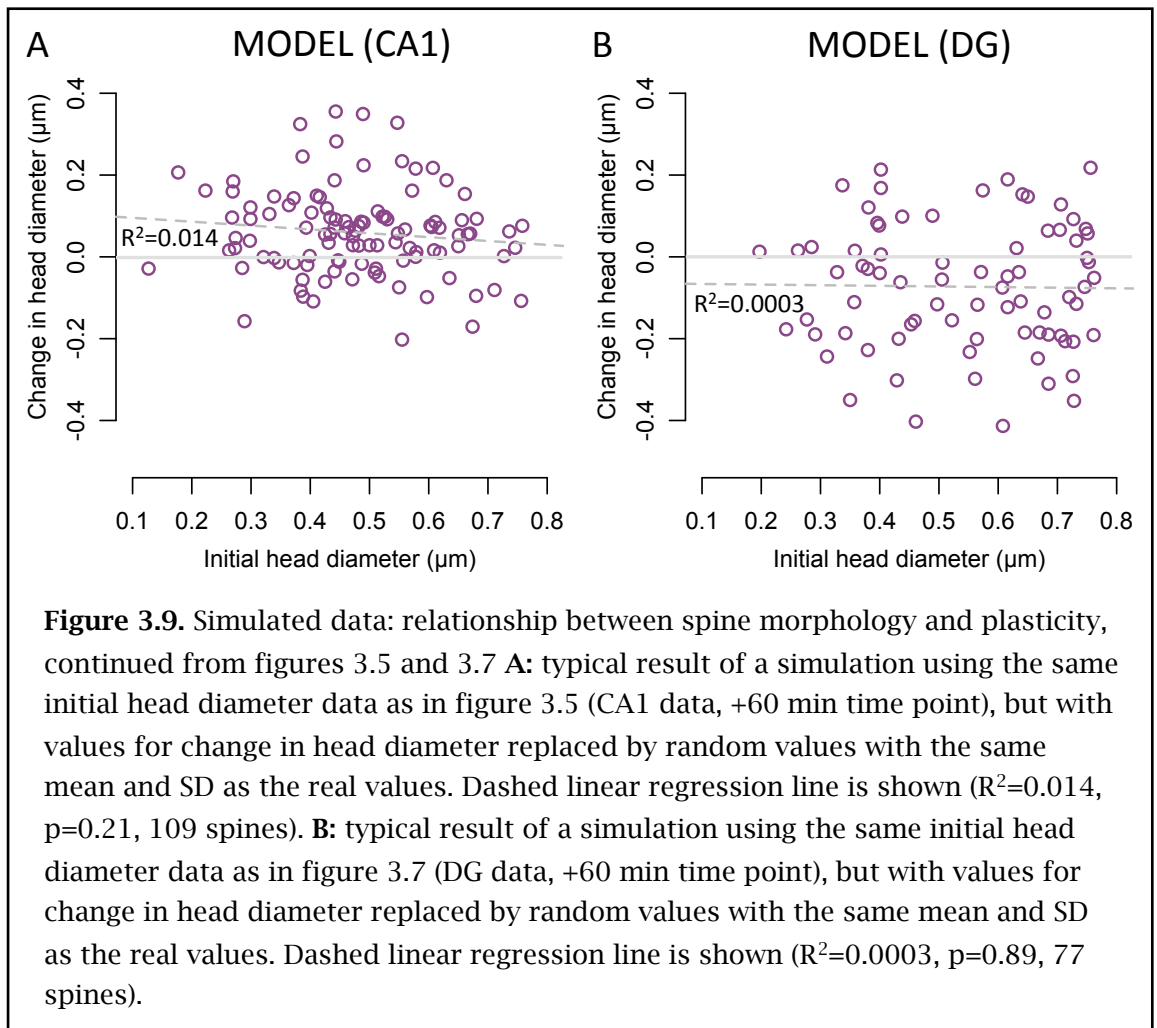 A MODEL (CA1)
Change in head diameter (µm)
0.4
0.2
0.0
-0.2
-0.4
R²=0.014
0.1 0.2 0.3 0.4 0.5 0.6 0.7 0.8
Initial head diameter (µm)
B MODEL (DG)
Change in head diameter (µm)
0.4
0.2
0.0
-0.2
-0.4
R²=0.0003
0.1 0.2 0.3 0.4 0.5 0.6 0.7 0.8
Initial head diameter (µm)
Figure 3.9. Simulated data: relationship between spine morphology and plasticity,
continued from figures 3.5 and 3.7 A: typical result of a simulation using the same
initial head diameter data as in figure 3.5 (CA1 data, +60 min time point), but with
values for change in head diameter replaced by random values with the same
mean and SD as the real values. Dashed linear regression line is shown (R²=0.014,
p=0.21, 109 spines). B: typical result of a simulation using the same initial head
diameter data as in figure 3.7 (DG data, +60 min time point), but with values for
change in head diameter replaced by random values with the same mean and SD
as the real values. Dashed linear regression line is shown (R²=0.0003, p=0.89, 77
spines).